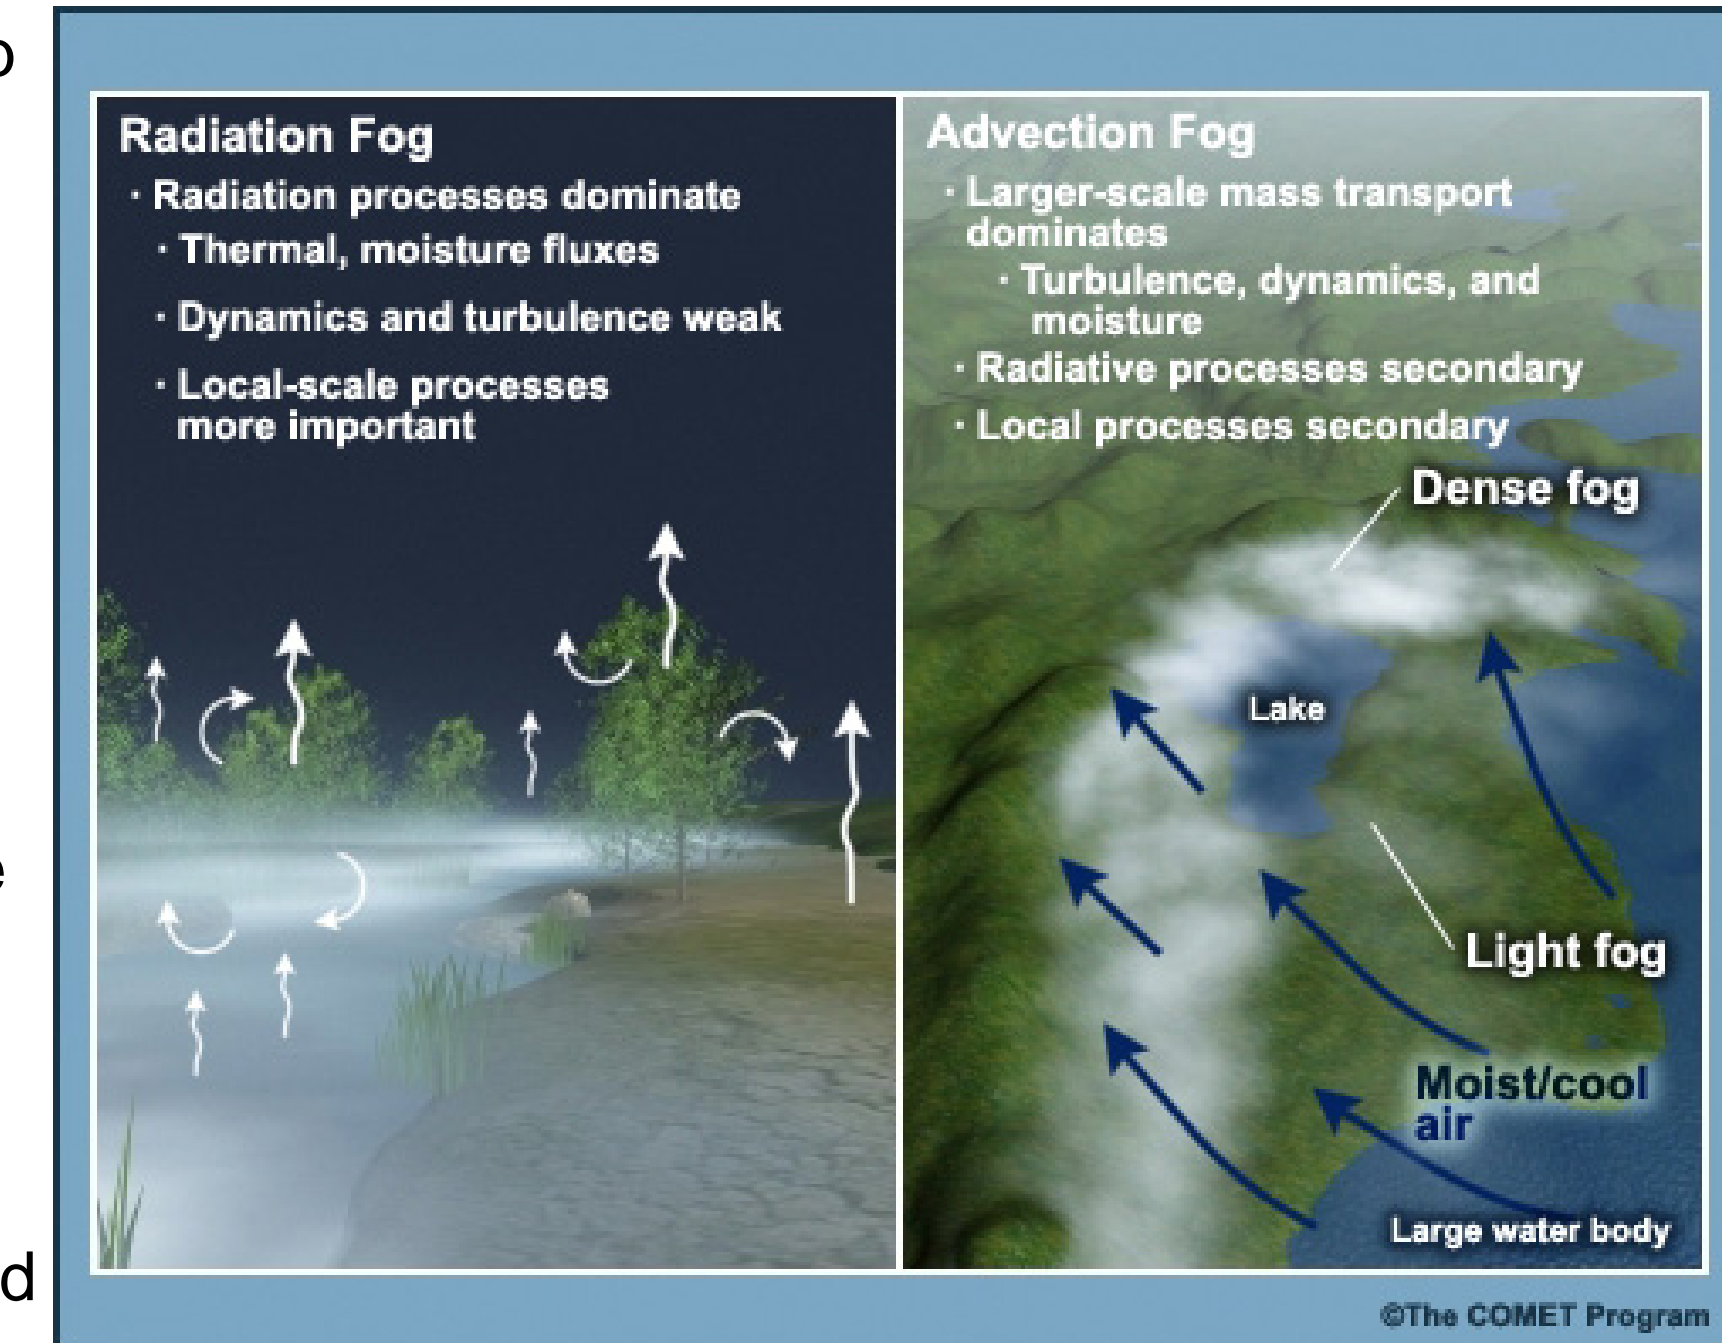 o
e
d
Radiation Fog
· Radiation processes dominate
· Thermal, moisture fluxes
· Dynamics and turbulence weak
· Local-scale processes
more important
Advection Fog
· Larger-scale mass transport
dominates
· Turbulence, dynamics, and
moisture
· Radiative processes secondary
· Local processes secondary
Dense fog
Lake
Light fog
Moist/cool
air
Large water body
©The COMET Program